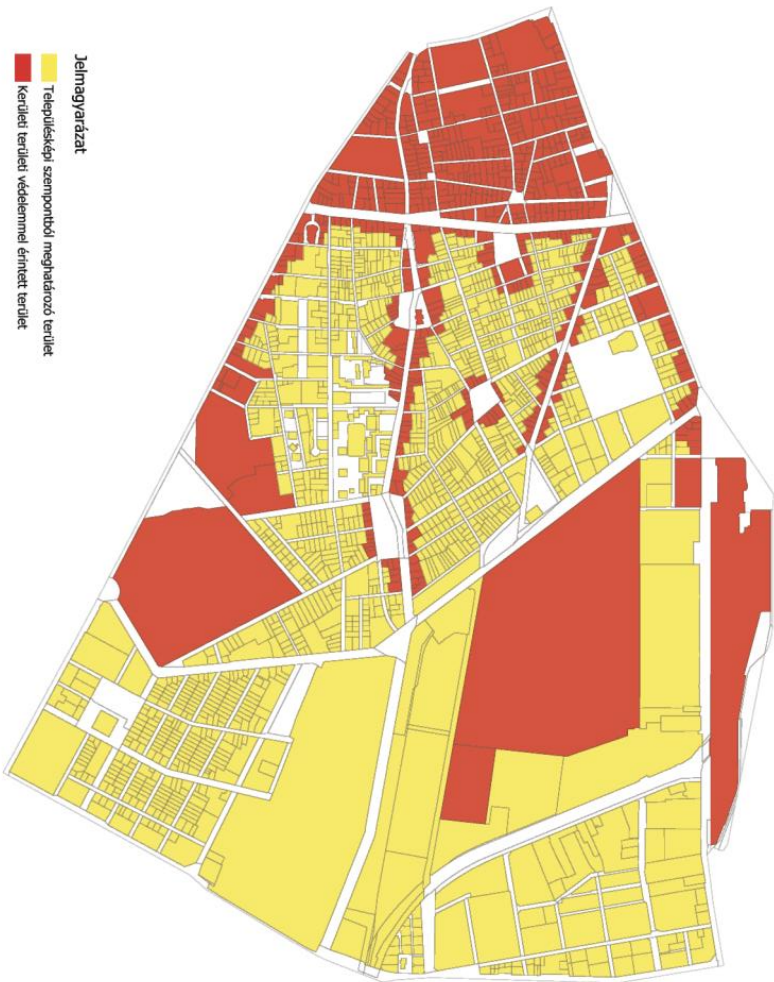 Jelmagyarázat
Településképi szempontból meghatározó terület
Kerületi területi védelemmel érintett terület